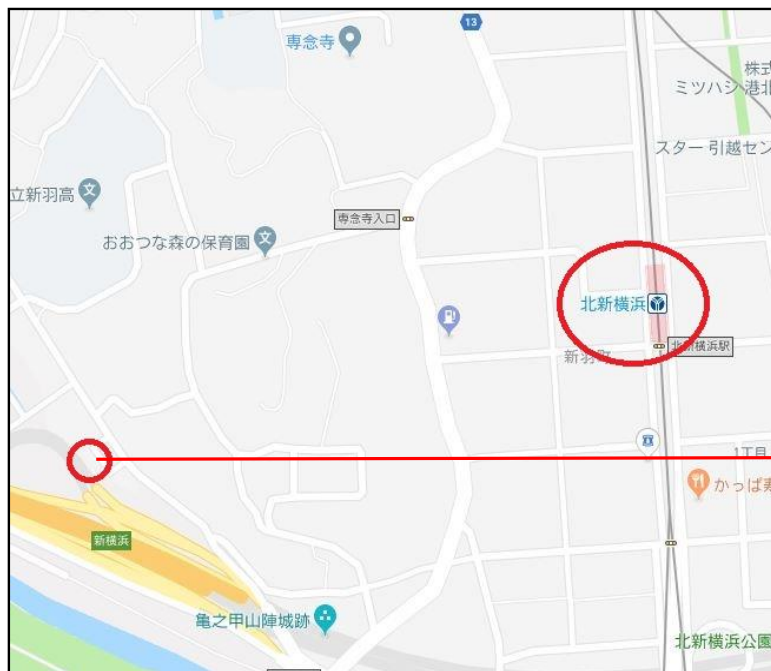 13
専念寺
株式
ミツハシ 港北
スター 引越セン
立新羽高
文
専念寺入口
おおつな森の保育園
文
北新横浜
北新横浜駅
新羽町
1丁目
かっぱ寿
新横浜
亀之甲山陣城跡
北新横浜公園